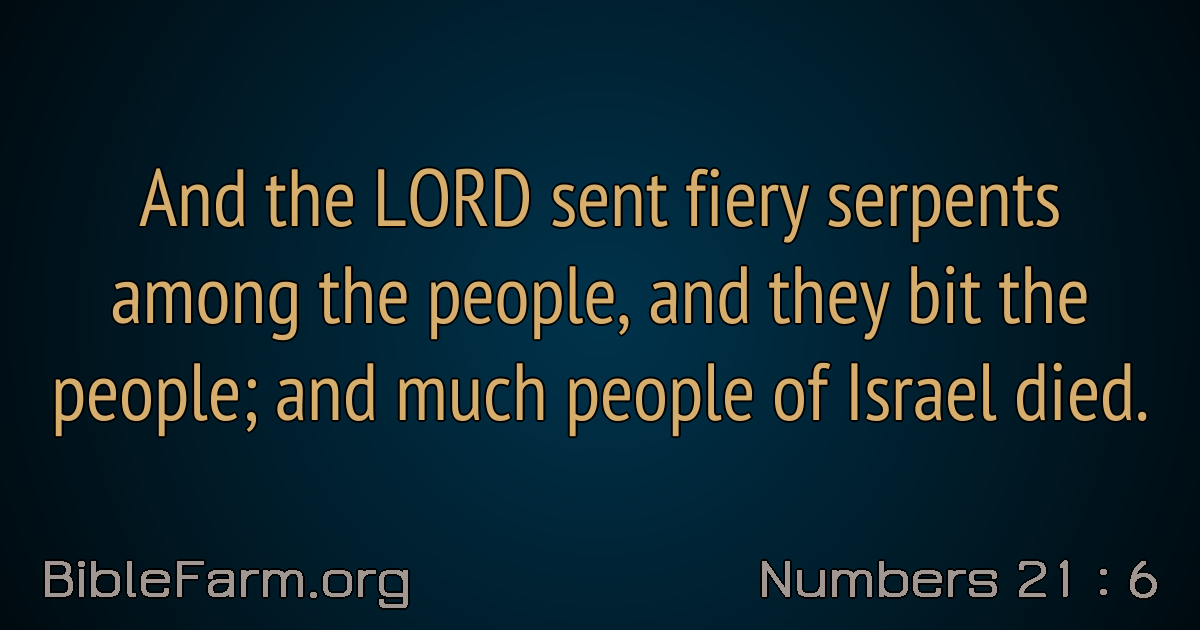 And the LORD sent fiery serpents
among the people, and they bit the
people; and much people of Israel died.
BibleFarm.org
Numbers 21 : 6